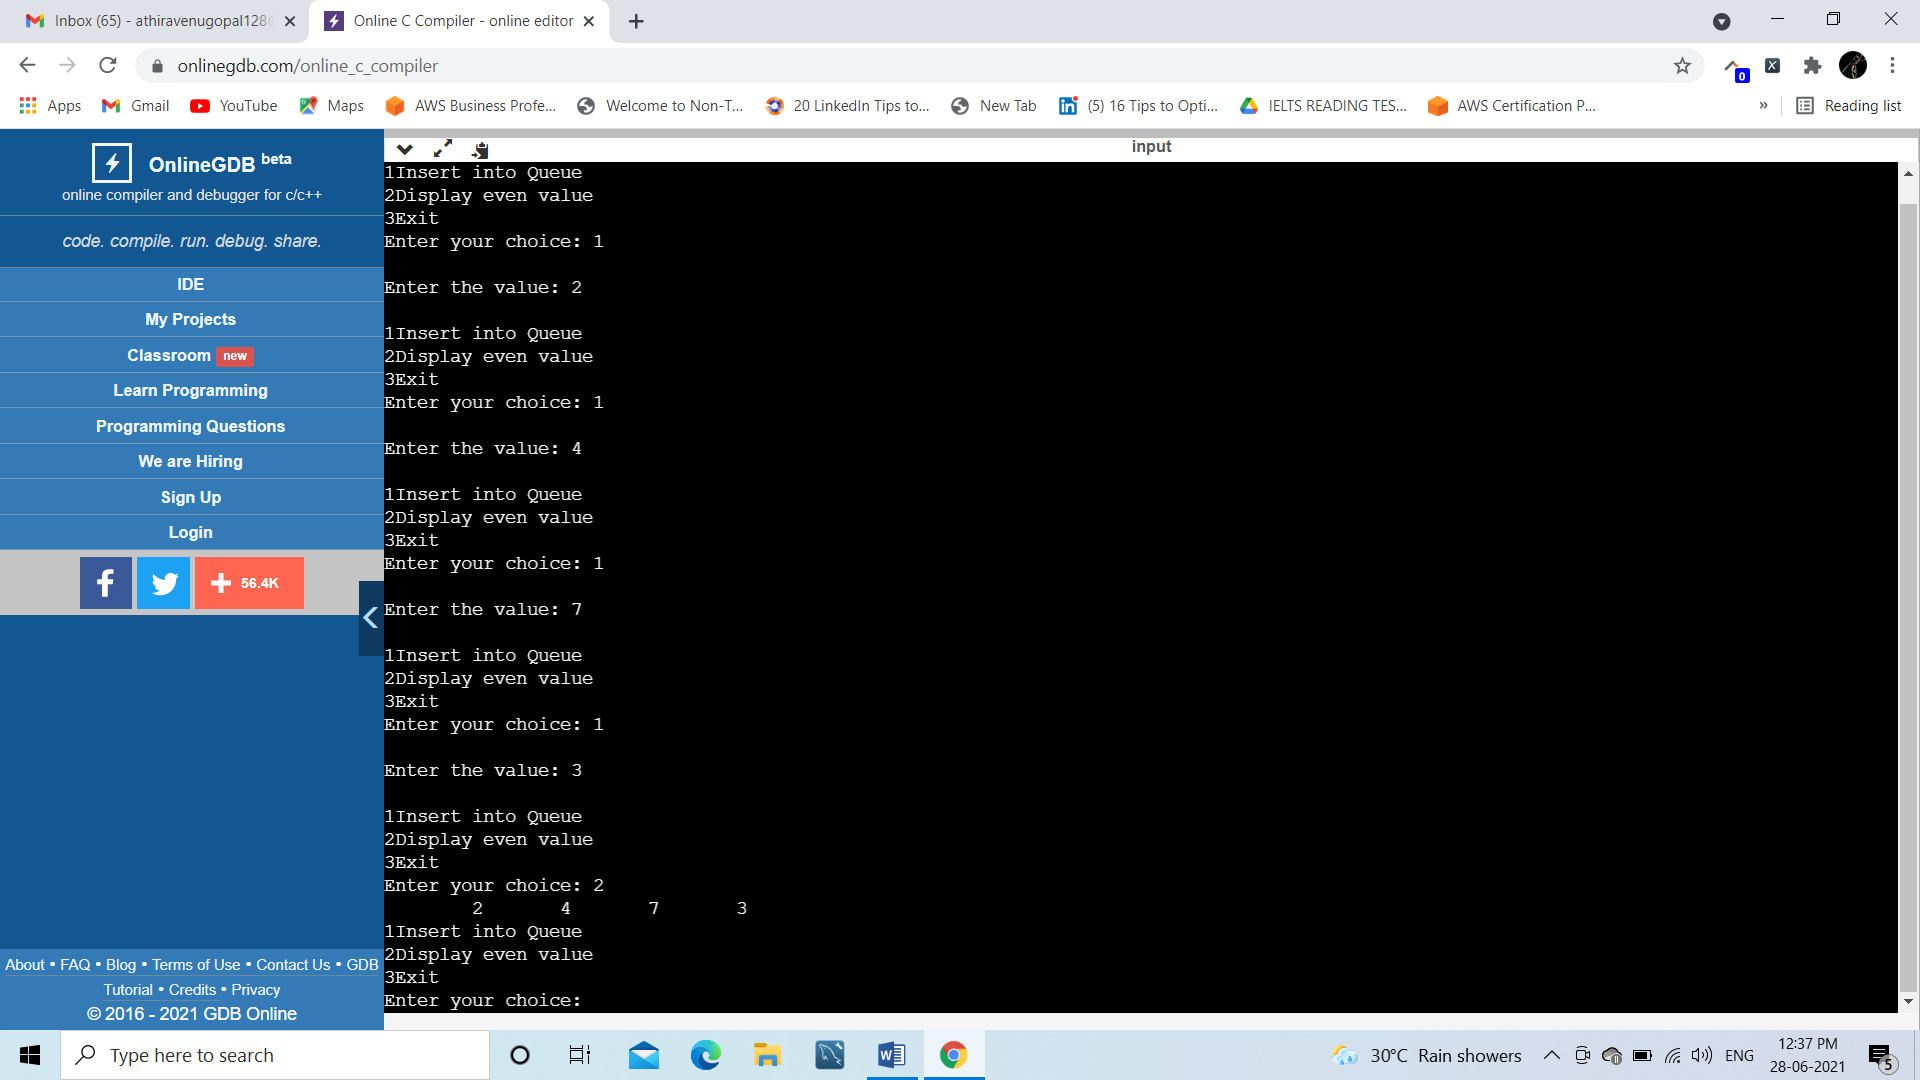 Inbox (65) - athiravenugopal128
Online C Compiler - online editor
onlinegdb.com/online_c_compiler
0
Apps
Gmail
YouTube
Maps
AWS Business Profe...
Welcome to Non-T...
20 LinkedIn Tips to...
New Tab
(5) 16 Tips to Opti...
IELTS READING TES...
AWS Certification P...
»
Reading list
OnlineGDB beta
online compiler and debugger for c/c++
code. compile. run. debug. share.
IDE
My Projects
Classroom new
Learn Programming
Programming Questions
We are Hiring
Sign Up
Login
56.4K
About • FAQ • Blog • Terms of Use • Contact Us • GDB
Tutorial • Credits • Privacy
© 2016 - 2021 GDB Online
input
1Insert into Queue
2Display even value
3Exit
Enter your choice: 1
Enter the value: 2
1Insert into Queue
2Display even value
3Exit
Enter your choice: 1
Enter the value: 4
1Insert into Queue
2Display even value
3Exit
Enter your choice: 1
Enter the value: 7
1Insert into Queue
2Display even value
3Exit
Enter your choice: 1
Enter the value: 3
1Insert into Queue
2Display even value
3Exit
Enter your choice: 2
2 4 7 3
1Insert into Queue
2Display even value
3Exit
Enter your choice:
Type here to search
30°C Rain showers
ENG
12:37 PM
28-06-2021
5